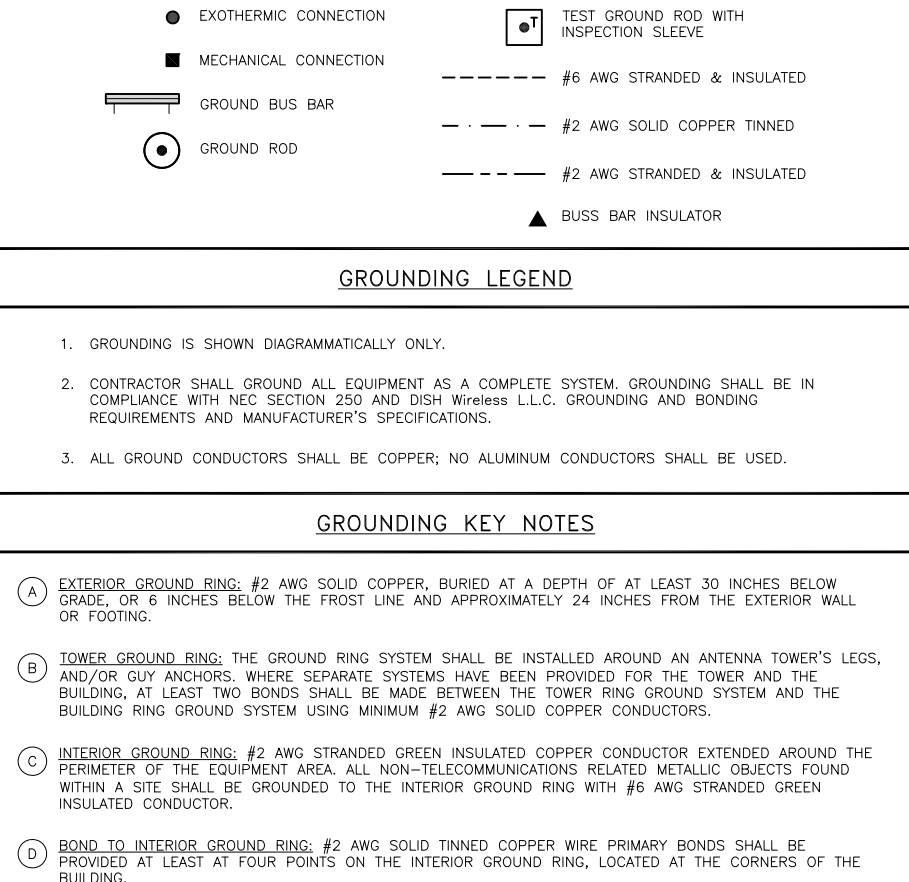 EXOTHERMIC CONNECTION
MECHANICAL CONNECTION
GROUND BUS BAR
GROUND ROD
T
TEST GROUND ROD WITH
INSPECTION SLEEVE
#6 AWG STRANDED & INSULATED
#2 AWG SOLID COPPER TINNED
#2 AWG STRANDED & INSULATED
BUSS BAR INSULATOR
GROUNDING LEGEND
1. GROUNDING IS SHOWN DIAGRAMMATICALLY ONLY.
2. CONTRACTOR SHALL GROUND ALL EQUIPMENT AS A COMPLETE SYSTEM. GROUNDING SHALL BE IN
COMPLIANCE WITH NEC SECTION 250 AND DISH Wireless L.L.C. GROUNDING AND BONDING
REQUIREMENTS AND MANUFACTURER'S SPECIFICATIONS.
3. ALL GROUND CONDUCTORS SHALL BE COPPER; NO ALUMINUM CONDUCTORS SHALL BE USED.
GROUNDING KEY NOTES
A EXTERIOR GROUND RING: #2 AWG SOLID COPPER, BURIED AT A DEPTH OF AT LEAST 30 INCHES BELOW
GRADE, OR 6 INCHES BELOW THE FROST LINE AND APPROXIMATELY 24 INCHES FROM THE EXTERIOR WALL
OR FOOTING.
B TOWER GROUND RING: THE GROUND RING SYSTEM SHALL BE INSTALLED AROUND AN ANTENNA TOWER'S LEGS,
AND/OR GUY ANCHORS. WHERE SEPARATE SYSTEMS HAVE BEEN PROVIDED FOR THE TOWER AND THE
BUILDING, AT LEAST TWO BONDS SHALL BE MADE BETWEEN THE TOWER RING GROUND SYSTEM AND THE
BUILDING RING GROUND SYSTEM USING MINIMUM #2 AWG SOLID COPPER CONDUCTORS.
C INTERIOR GROUND RING: #2 AWG STRANDED GREEN INSULATED COPPER CONDUCTOR EXTENDED AROUND THE
PERIMETER OF THE EQUIPMENT AREA. ALL NON-TELECOMMUNICATIONS RELATED METALLIC OBJECTS FOUND
WITHIN A SITE SHALL BE GROUNDED TO THE INTERIOR GROUND RING WITH #6 AWG STRANDED GREEN
INSULATED CONDUCTOR.
D BOND TO INTERIOR GROUND RING: #2 AWG SOLID TINNED COPPER WIRE PRIMARY BONDS SHALL BE
PROVIDED AT LEAST AT FOUR POINTS ON THE INTERIOR GROUND RING, LOCATED AT THE CORNERS OF THE
BUILDING.